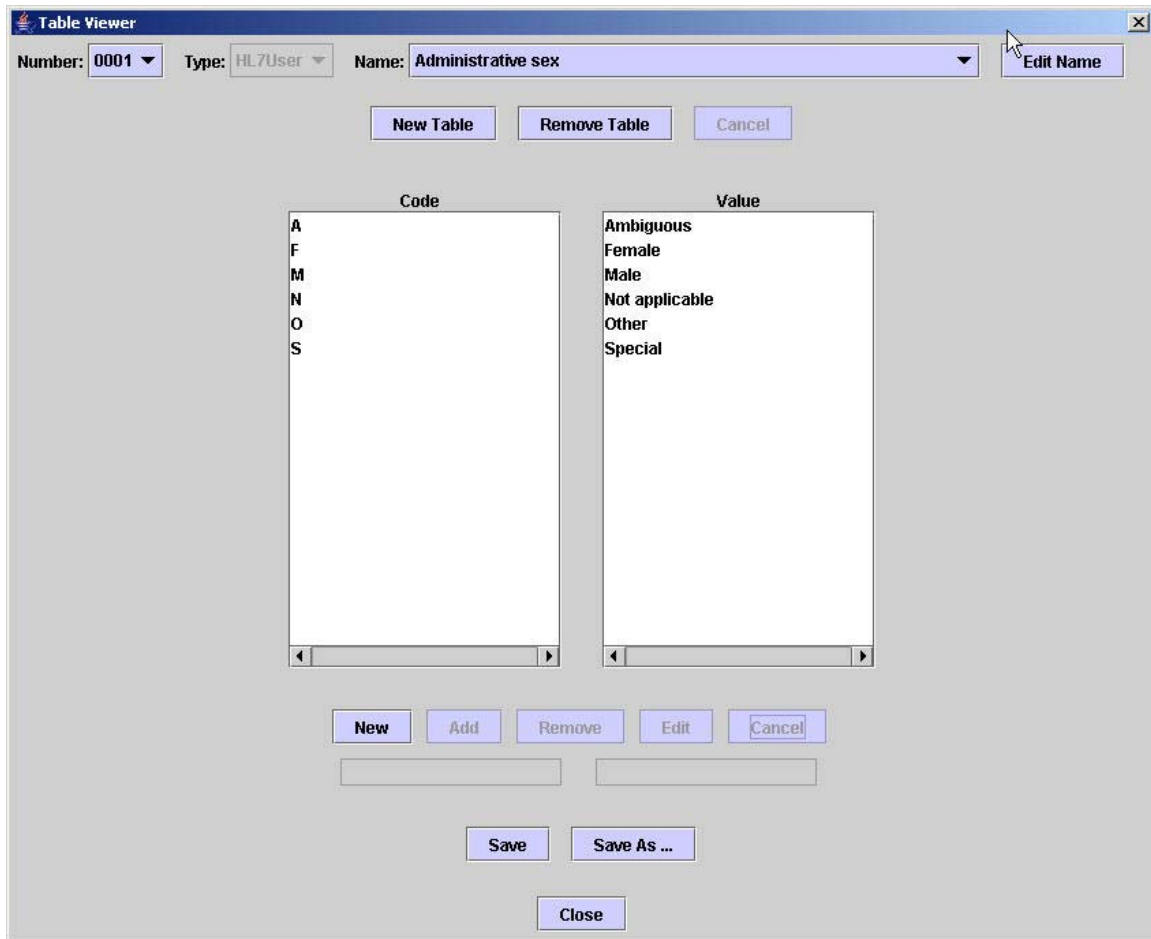 Table Viewer
Number: 0001 Type: HL7User Name: Administrative sex Edit Name
New Table Remove Table Cancel
Code Value
A Ambiguous
F Female
M Male
N Not applicable
O Other
S Special
New Add Remove Edit Cancel
Save Save As ...
Close